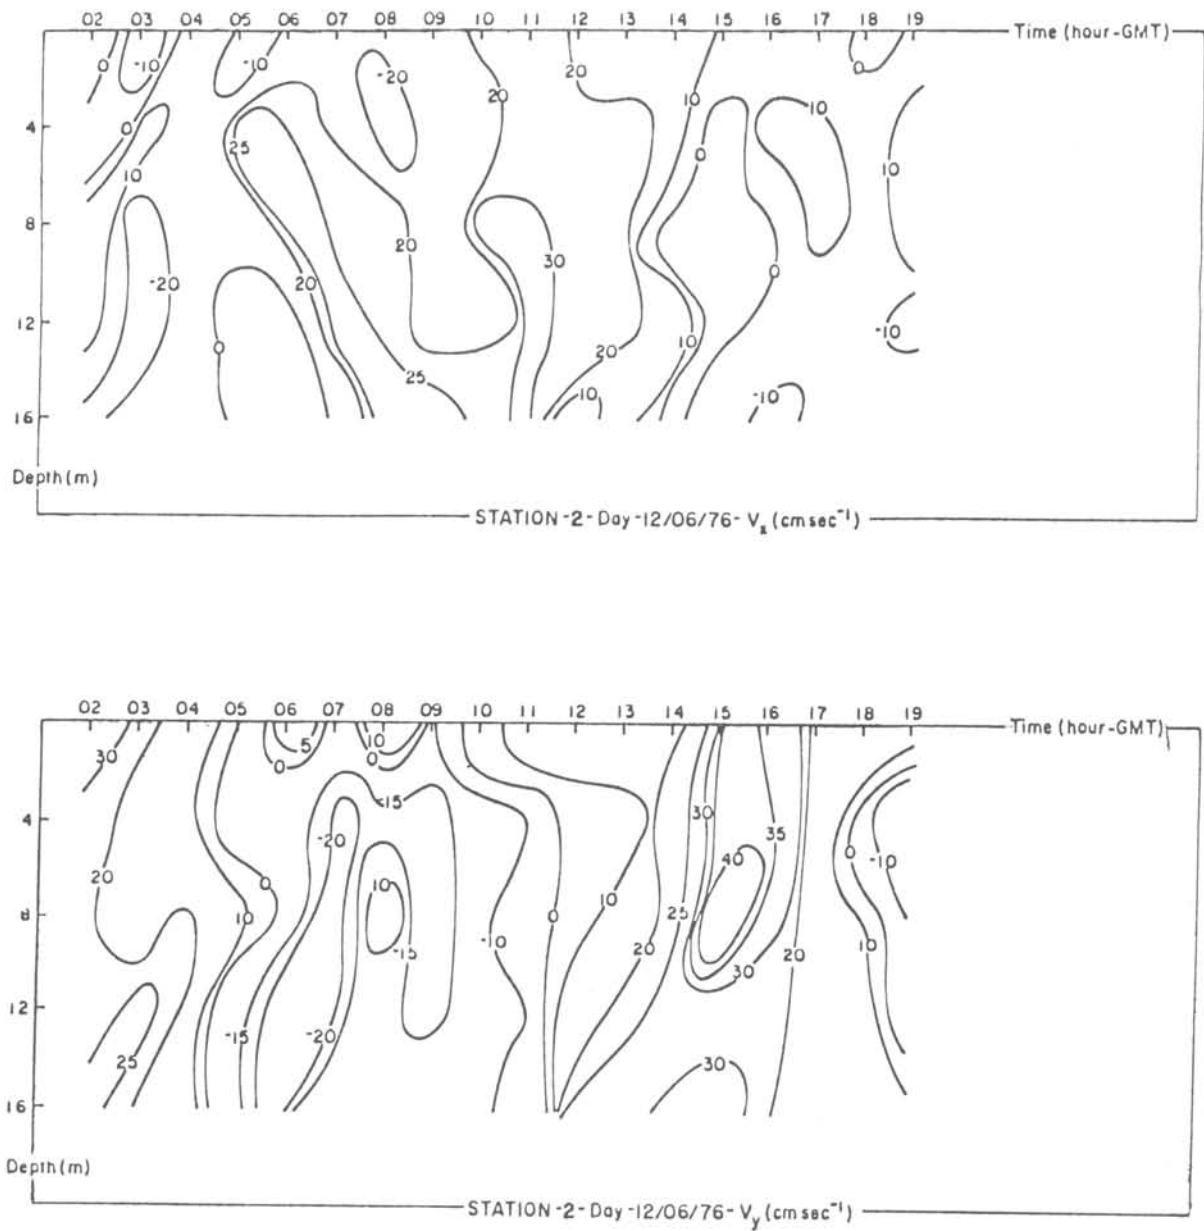 02 03 04 05 06 07 08 09 10 11 12 13 14 15 16 17 18 19 Time (hour-GMT)
0 -10 -10 0 -20 20 20 10 0
4 0 25 10 0 10
10 10
8 20 30 20 0
-20 20
12 0 20 10 -10
25 10 -10
16
Depth (m)
STATION -2- Day -12/06/76- Vx (cm sec-1)
02 03 04 05 06 07 08 09 10 11 12 13 14 15 16 17 18 19 Time (hour-GMT)
30 5 10
0 0
4 -15 30 35
-20 0 -10
20 0 10 40 10
8 10 0 25
-15 -10 20 30 20 10
12 -15 -20
25 30
16
Depth (m)
STATION -2- Day -12/06/76- Vy (cm sec-1)